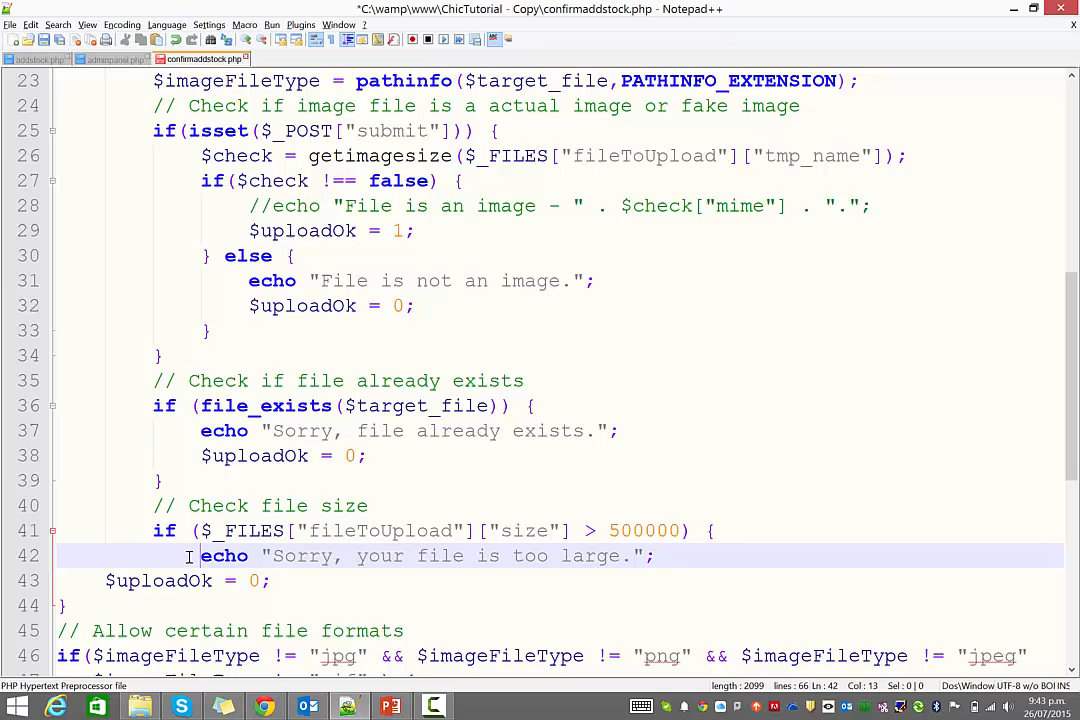 *C:\wamp\www\ChicTutorial - Copy\confirmaddstock.php - Notepad++
File Edit Search View Encoding Language Settings Macro Run Plugins Window ?
addstock.php adminpanel.php confirmaddstock.php
23 $imageFileType = pathinfo($target_file,PATHINFO_EXTENSION);
24 // Check if image file is a actual image or fake image
25 if(isset($_POST["submit"])) {
26 $check = getimagesize($_FILES["fileToUpload"]["tmp_name"]);
27 if($check !== false) {
28 //echo "File is an image - " . $check["mime"] . ".";
29 $uploadOk = 1;
30 } else {
31 echo "File is not an image.";
32 $uploadOk = 0;
33 }
34 }
35 // Check if file already exists
36 if (file_exists($target_file)) {
37 echo "Sorry, file already exists.";
38 $uploadOk = 0;
39 }
40 // Check file size
41 if ($_FILES["fileToUpload"]["size"] > 500000) {
42 echo "Sorry, your file is too large.";
43 $uploadOk = 0;
44 }
45 // Allow certain file formats
46 if($imageFileType != "jpg" && $imageFileType != "png" && $imageFileType != "jpeg"
PHP Hypertext Preprocessor file length : 2099 lines : 66 Ln : 42 Col : 13 Sel : 0 | 0 Dos\Window UTF-8 w/o BOM INS
9:43 p.m.
26/07/2015